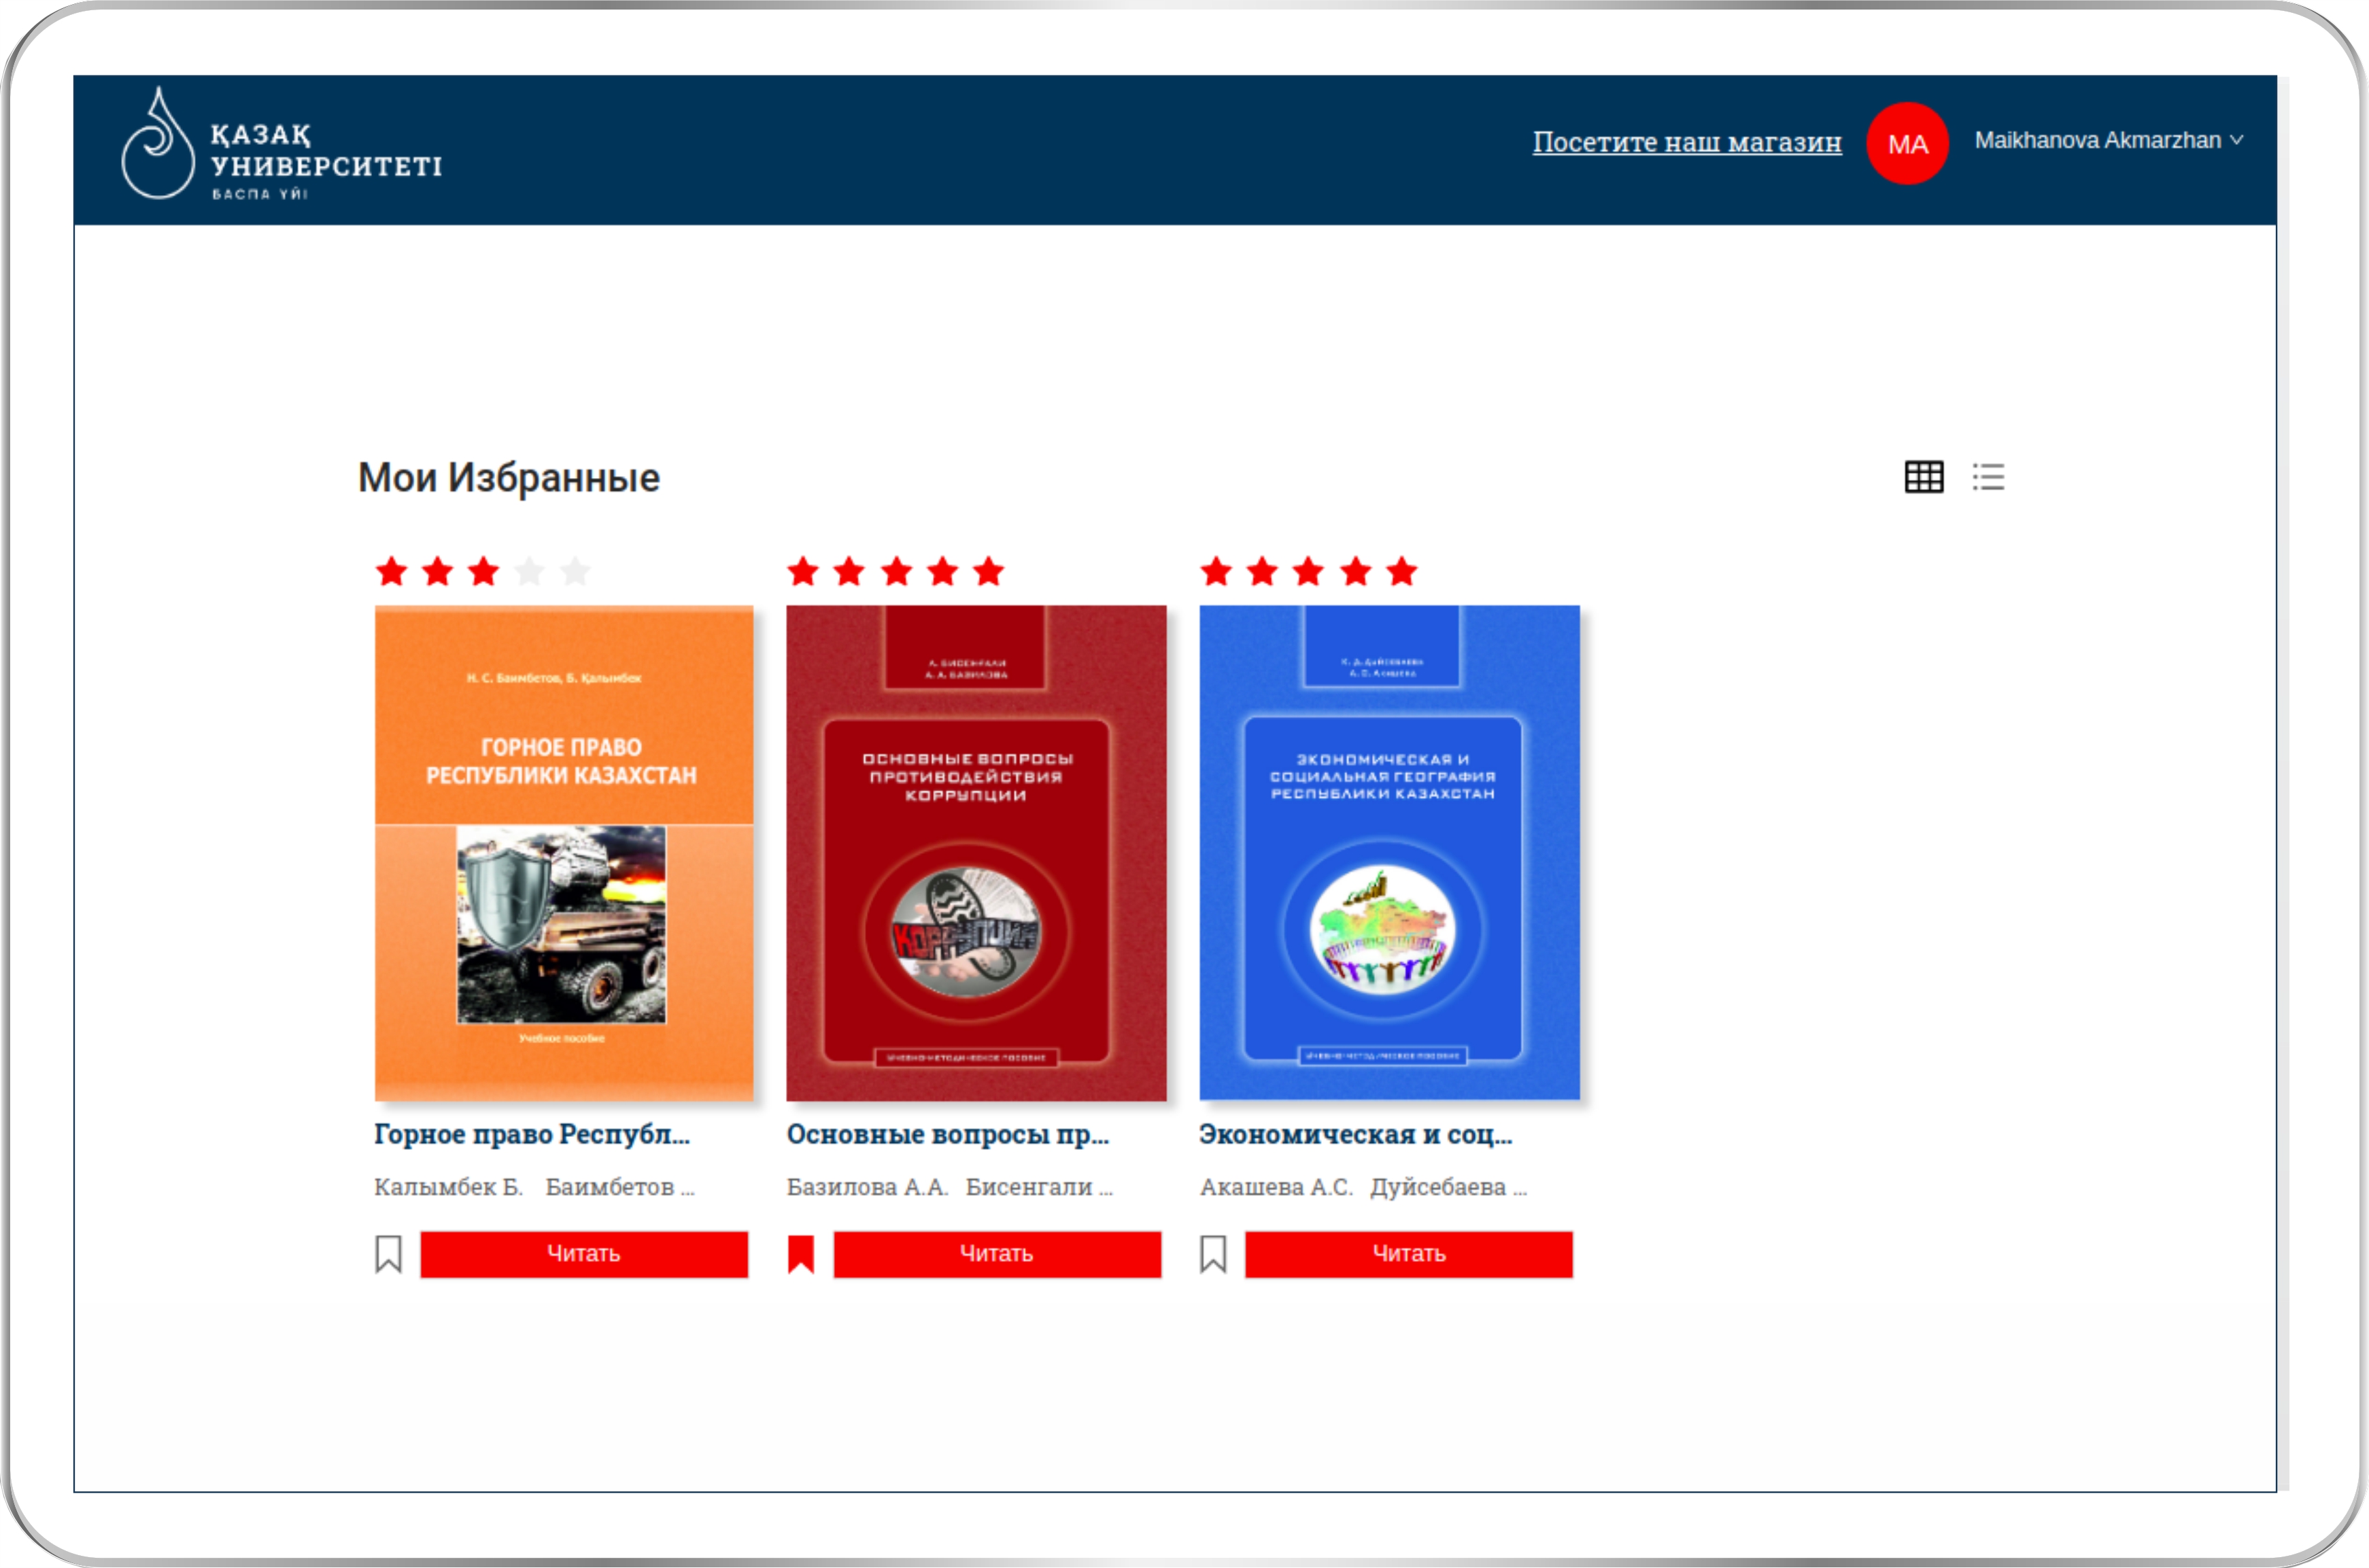 ҚАЗАҚ
УНИВЕРСИТЕТІ
БАСПА ҮЙІ
Посетите наш магазин
MA
Maikhanova Akmarzhan
Мои Избранные
Н. С. Баимбетов, Б. Қалымбек
ГОРНОЕ ПРАВО
РЕСПУБЛИКИ КАЗАХСТАН
Учебное пособие
А. БИСЕНГАЛИ
А. А. БАЗИЛОВА
ОСНОВНЫЕ ВОПРОСЫ
ПРОТИВОДЕЙСТВИЯ
КОРРУПЦИИ
КОРРУПЦИЯ
УЧЕБНО-МЕТОДИЧЕСКОЕ ПОСОБИЕ
К. Д. Дуйсебаева
А. С. Акашева
ЭКОНОМИЧЕСКАЯ И
СОЦИАЛЬНАЯ ГЕОГРАФИЯ
РЕСПУБЛИКИ КАЗАХСТАН
УЧЕБНО-МЕТОДИЧЕСКОЕ ПОСОБИЕ
Горное право Республ...
Основные вопросы пр...
Экономическая и соц...
Калымбек Б. Баимбетов ...
Базилова А.А. Бисенгали ...
Акашева А.С. Дуйсебаева ...
Читать
Читать
Читать